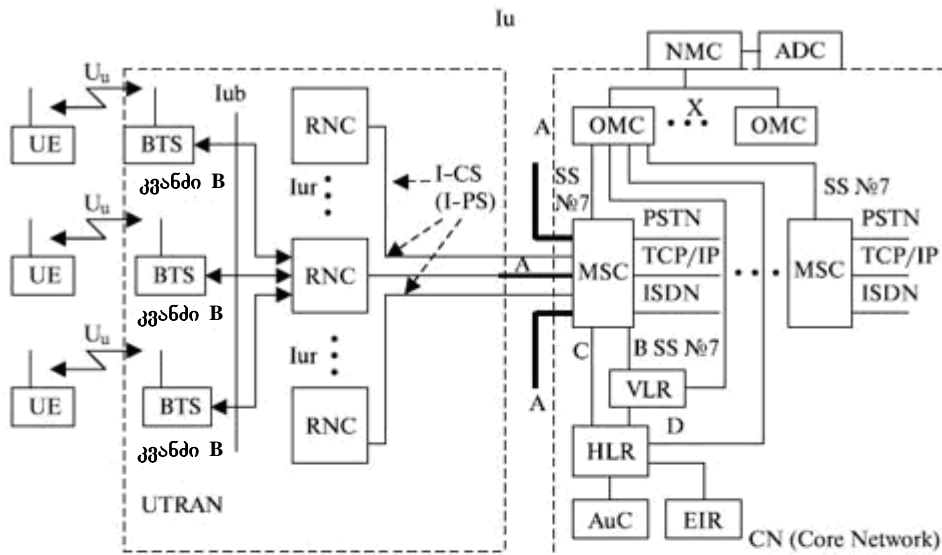 Iu
NMC
ADC
Uu
Iub
A
OMC
X
OMC
UE
BTS
RNC
კვანძი B
Iur
I-CS
(I-PS)
SS
№7
SS №7
Uu
UE
BTS
RNC
კვანძი B
A
MSC
PSTN
TCP/IP
ISDN
MSC
PSTN
TCP/IP
ISDN
Uu
Iur
C
B SS №7
UE
BTS
RNC
კვანძი B
A
VLR
D
HLR
UTRAN
AuC
EIR
CN (Core Network)